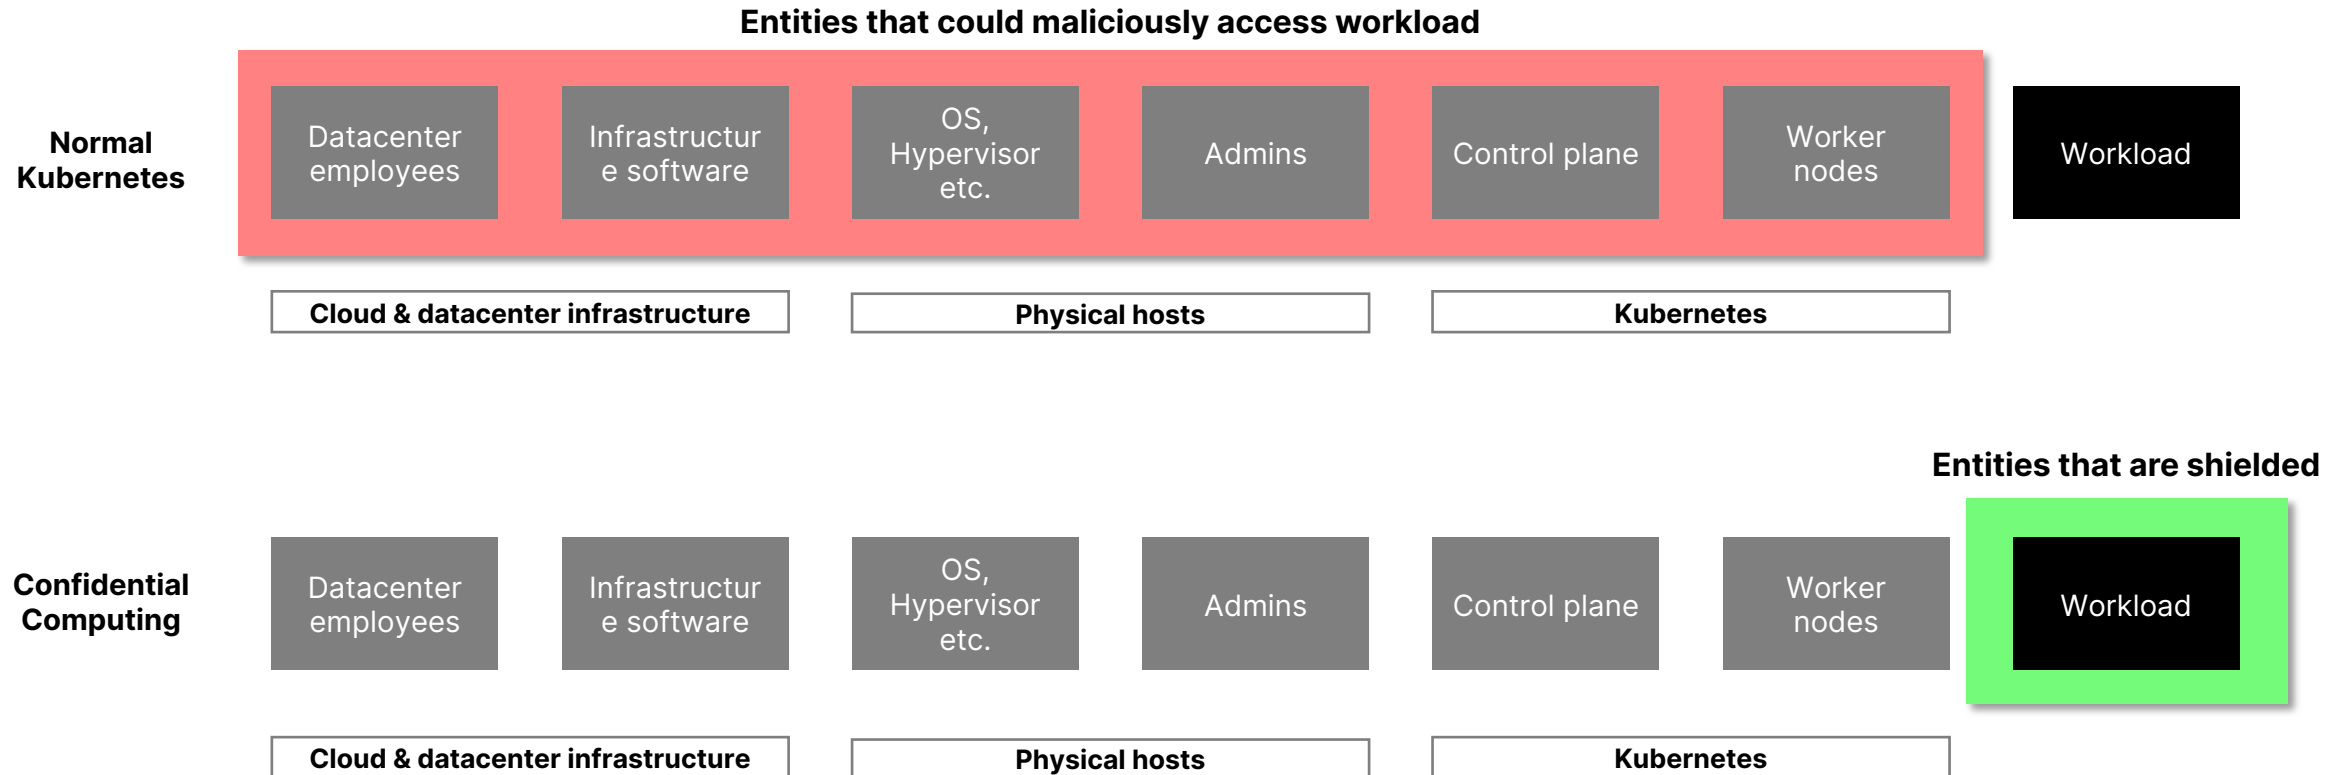 Entities that could maliciously access workload
Normal
Kubernetes
Datacenter
employees
Infrastructur
e software
OS,
Hypervisor
etc.
Admins
Control plane
Worker
nodes
Workload
Cloud & datacenter infrastructure
Physical hosts
Kubernetes
Entities that are shielded
Confidential
Computing
Datacenter
employees
Infrastructur
e software
OS,
Hypervisor
etc.
Admins
Control plane
Worker
nodes
Workload
Cloud & datacenter infrastructure
Physical hosts
Kubernetes